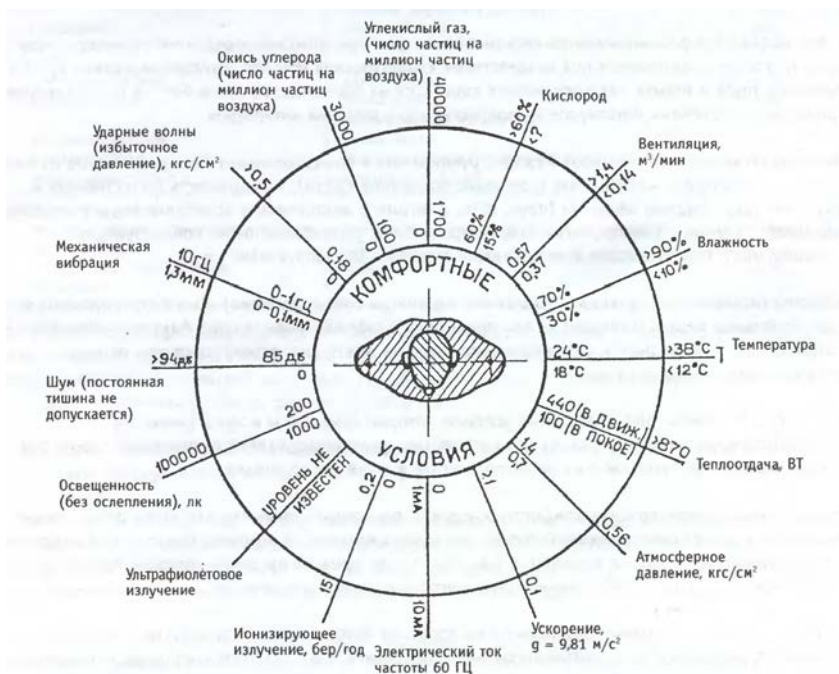 Углекислый газ,
(число частиц на
миллион частиц
воздуха)
Окись углерода
(число частиц на
миллион частиц
воздуха)
Кислород
Ударные волны
(избыточное
давление), кгс/см²
Вентиляция,
м³/мин
Механическая
вибрация
Влажность
Шум (постоянная
тишина не
допускается)
Температура
Освещенность
(без ослепления), лк
Теплоотдача, ВТ
Ультрафиолетовое
излучение
Атмосферное
давление, кгс/см²
Ионизирующее
излучение, бер/год
Электрический ток
частоты 60 ГЦ
Ускорение,
g = 9,81 м/с²
КОМФОРТНЫЕ
УСЛОВИЯ
10000
1700
3000
100
0
>60%
<?
60%
15%
>0,5
0,18
0
>1,4
<0,14
0,57
0,37
10ГЦ
1,3мм
0-1гц
0-0,1мм
>90%
<10%
70%
30%
>94дБ
85дБ
0
24°С
18°С
>38°С
<12°С
100000
200
1000
440(В ДВИЖ.)
100(В ПОКОЕ)
>870
УРОВЕНЬ НЕ
ИЗВЕСТЕН
1,4
<0,56
0,2
0
15
0
1мА
10мА
0,1